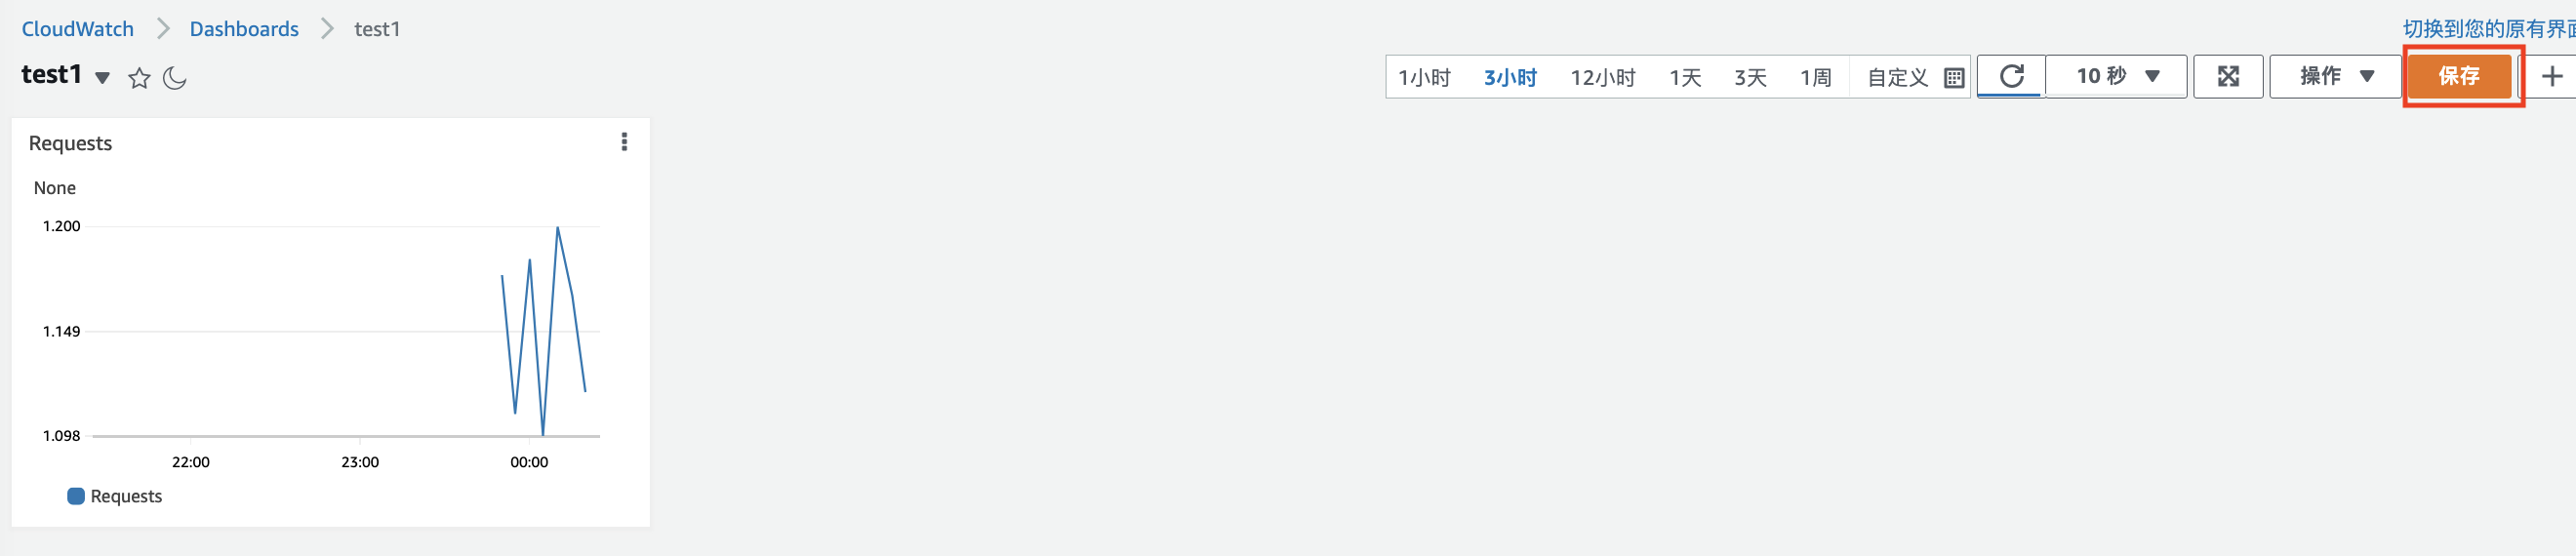 CloudWatch Dashboards test1
切换到您的原有界面
test1
1小时 3小时 12小时 1天 3天 1周 自定义
10 秒
操作
保存
Requests
None
1.200
1.149
1.098
22:00 23:00 00:00
Requests